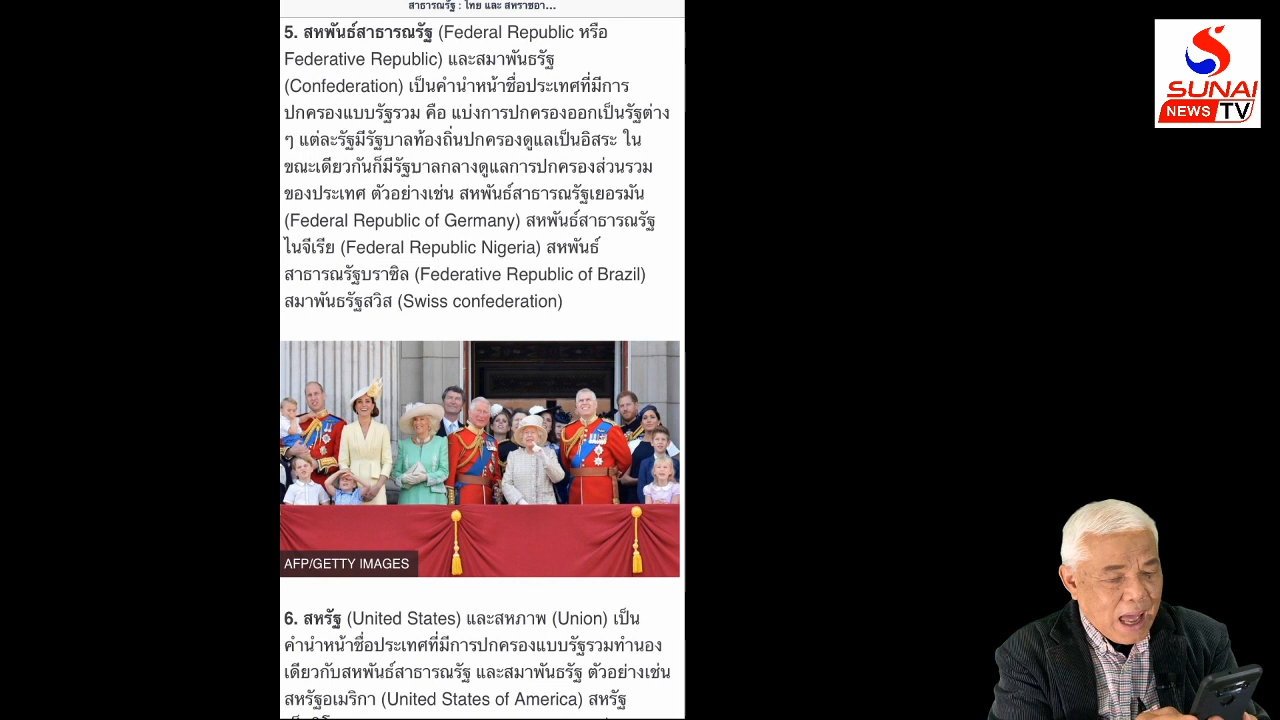 สาธารณรัฐ : ไทย และ สหราชอา...
5. สหพันธ์สาธารณรัฐ (Federal Republic หรือ
Federative Republic) และสมาพันธรัฐ
(Confederation) เป็นคำนำหน้าชื่อประเทศที่มีการ
ปกครองแบบรัฐรวม คือ แบ่งการปกครองออกเป็นรัฐต่าง
ๆ แต่ละรัฐมีรัฐบาลท้องถิ่นปกครองดูแลเป็นอิสระ ใน
ขณะเดียวกันก็มีรัฐบาลกลางดูแลการปกครองส่วนรวม
ของประเทศ ตัวอย่างเช่น สหพันธ์สาธารณรัฐเยอรมัน
(Federal Republic of Germany) สหพันธ์สาธารณรัฐ
ไนจีเรีย (Federal Republic Nigeria) สหพันธ์
สาธารณรัฐบราซิล (Federative Republic of Brazil)
สมาพันธรัฐสวิส (Swiss confederation)
AFP/GETTY IMAGES
6. สหรัฐ (United States) และสหภาพ (Union) เป็น
คำนำหน้าชื่อประเทศที่มีการปกครองแบบรัฐรวมทำนอง
เดียวกับสหพันธ์สาธารณรัฐ และสมาพันธรัฐ ตัวอย่างเช่น
สหรัฐอเมริกา (United States of America) สหรัฐ
SUNAI
NEWS TV